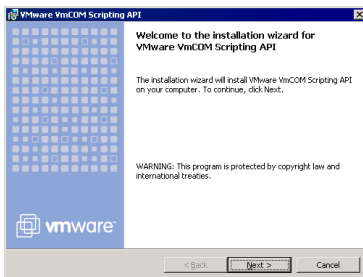 VMware VmCOM Scripting API
Welcome to the installation wizard for
VMware VmCOM Scripting API
The installation wizard will install VMware VmCOM Scripting API
on your computer. To continue, click Next.
WARNING: This program is protected by copyright law and
international treaties.
vmware
< Back
Next >
Cancel